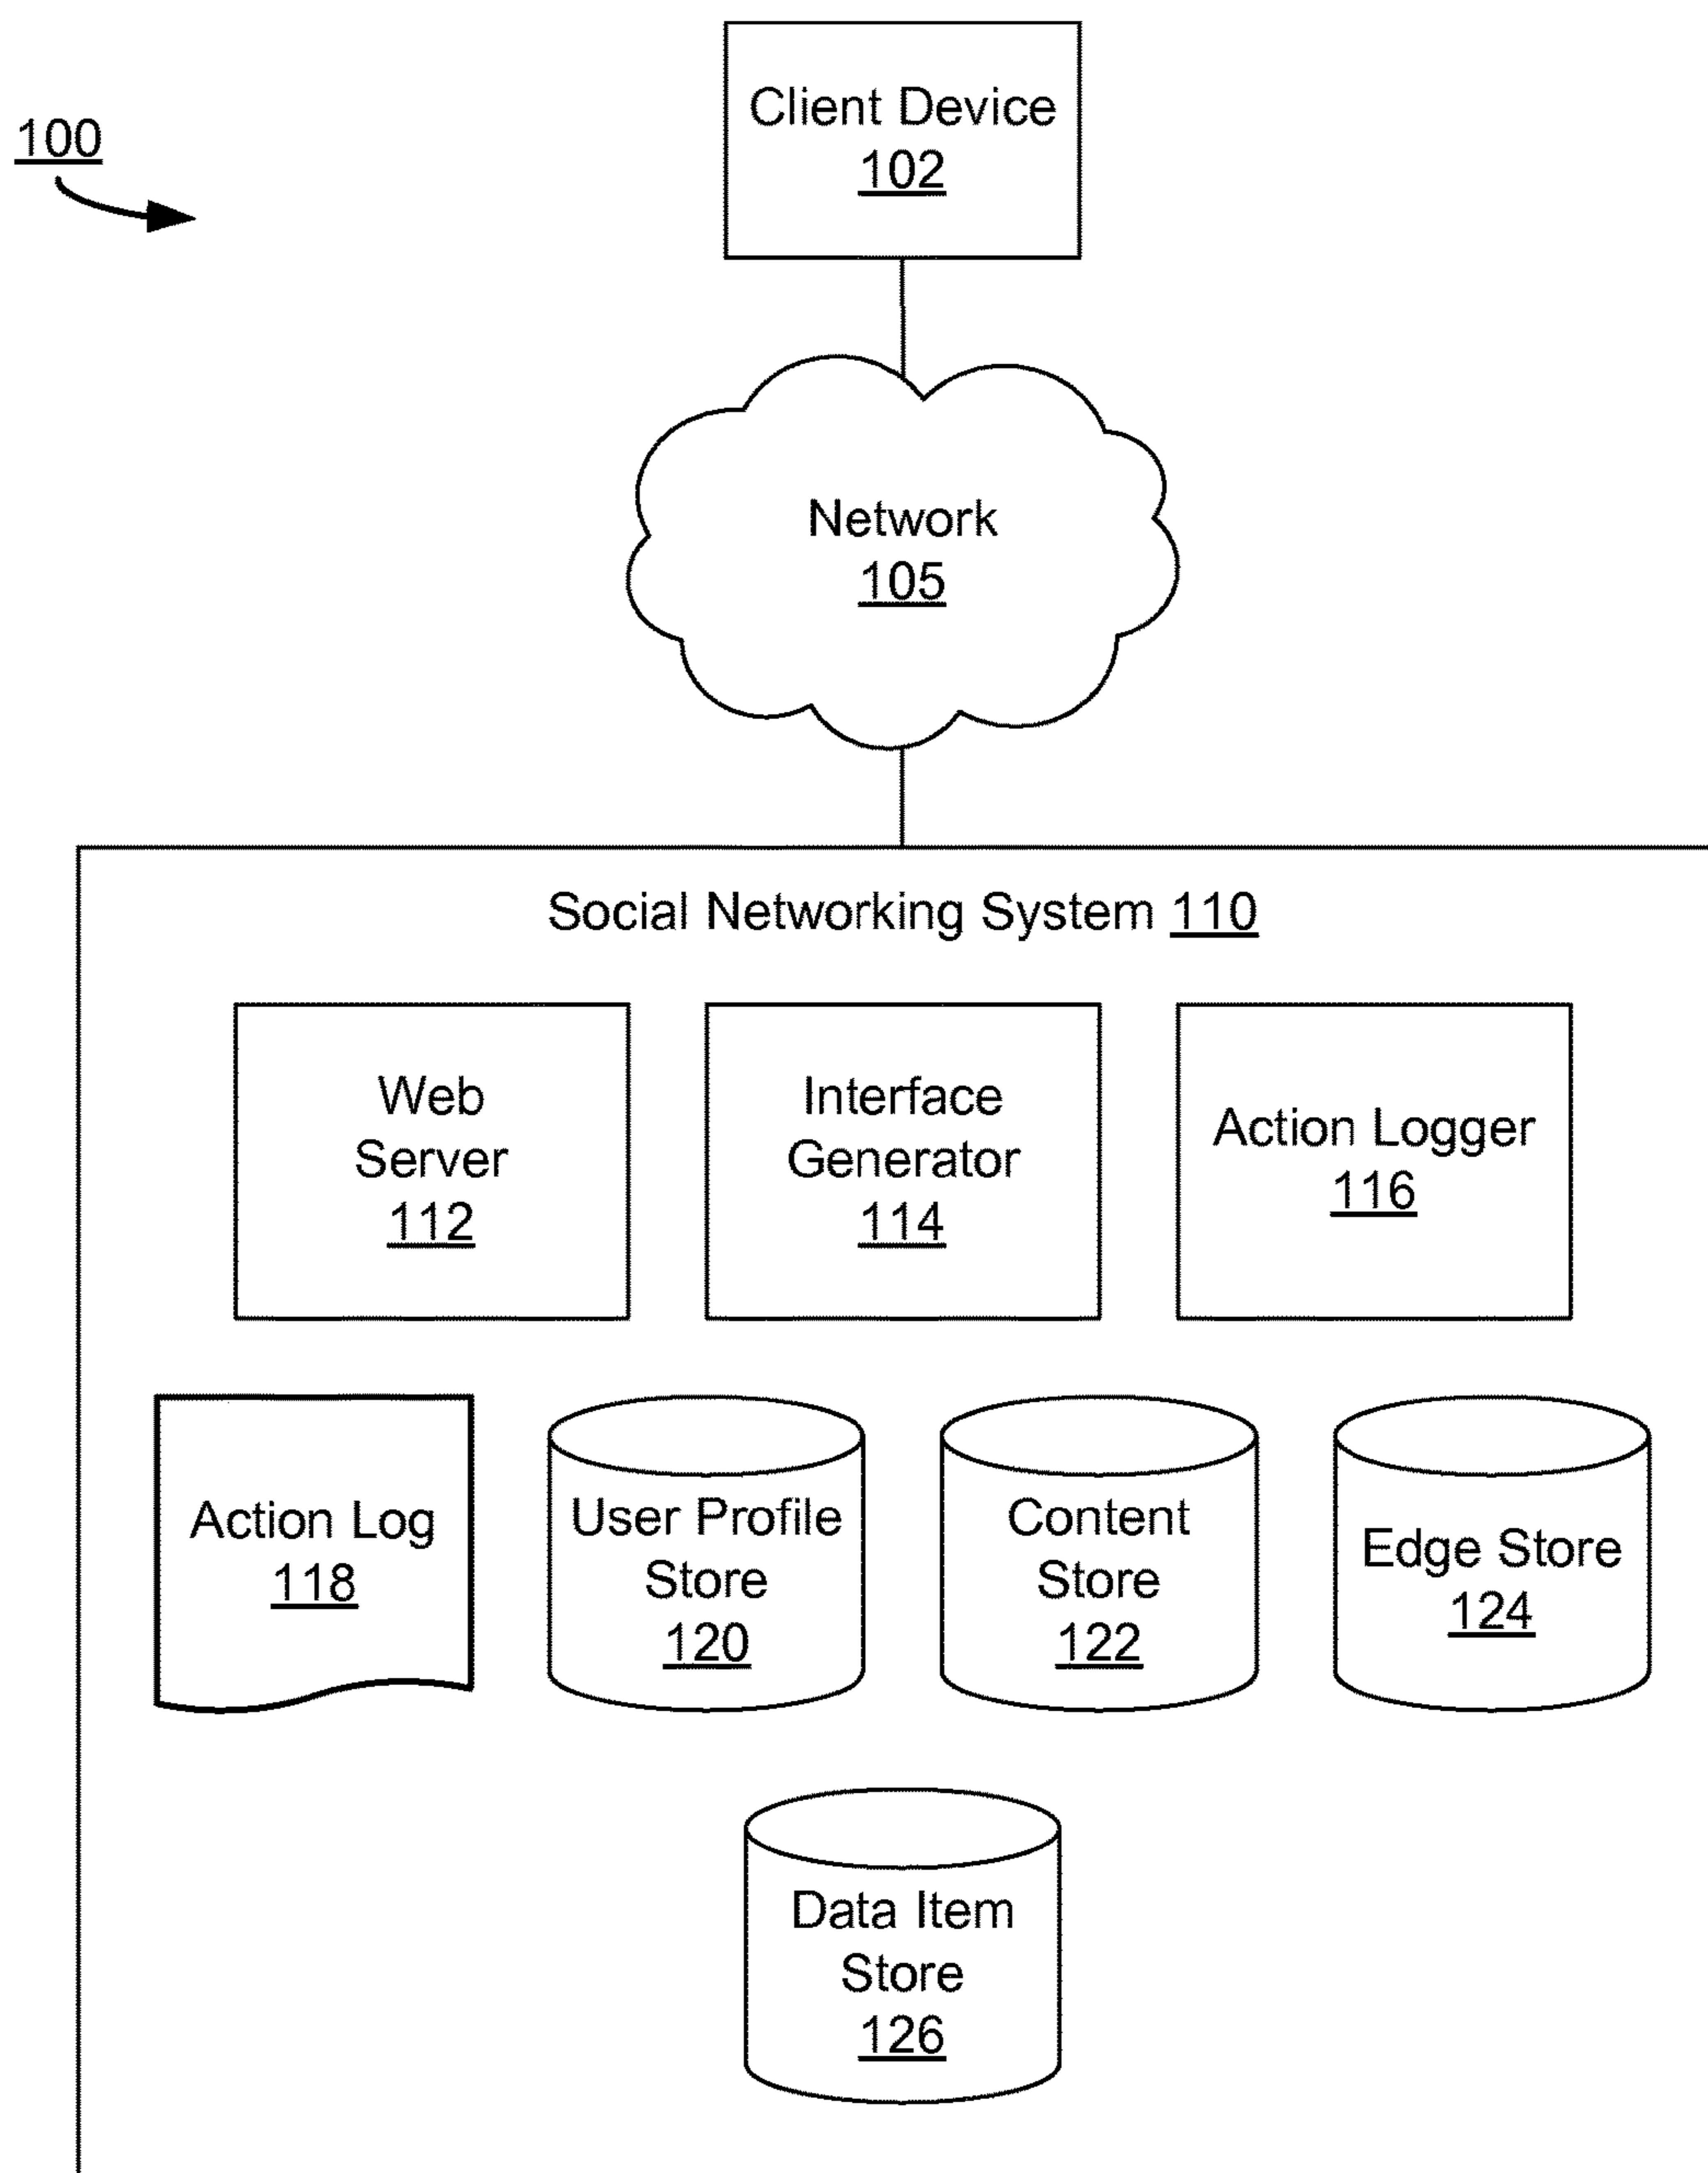 100
Client Device
102
Network
105
Social Networking System 110
Web
Server
112
Interface
Generator
114
Action Logger
116
Action Log
118
User Profile
Store
120
Content
Store
122
Edge Store
124
Data Item
Store
126